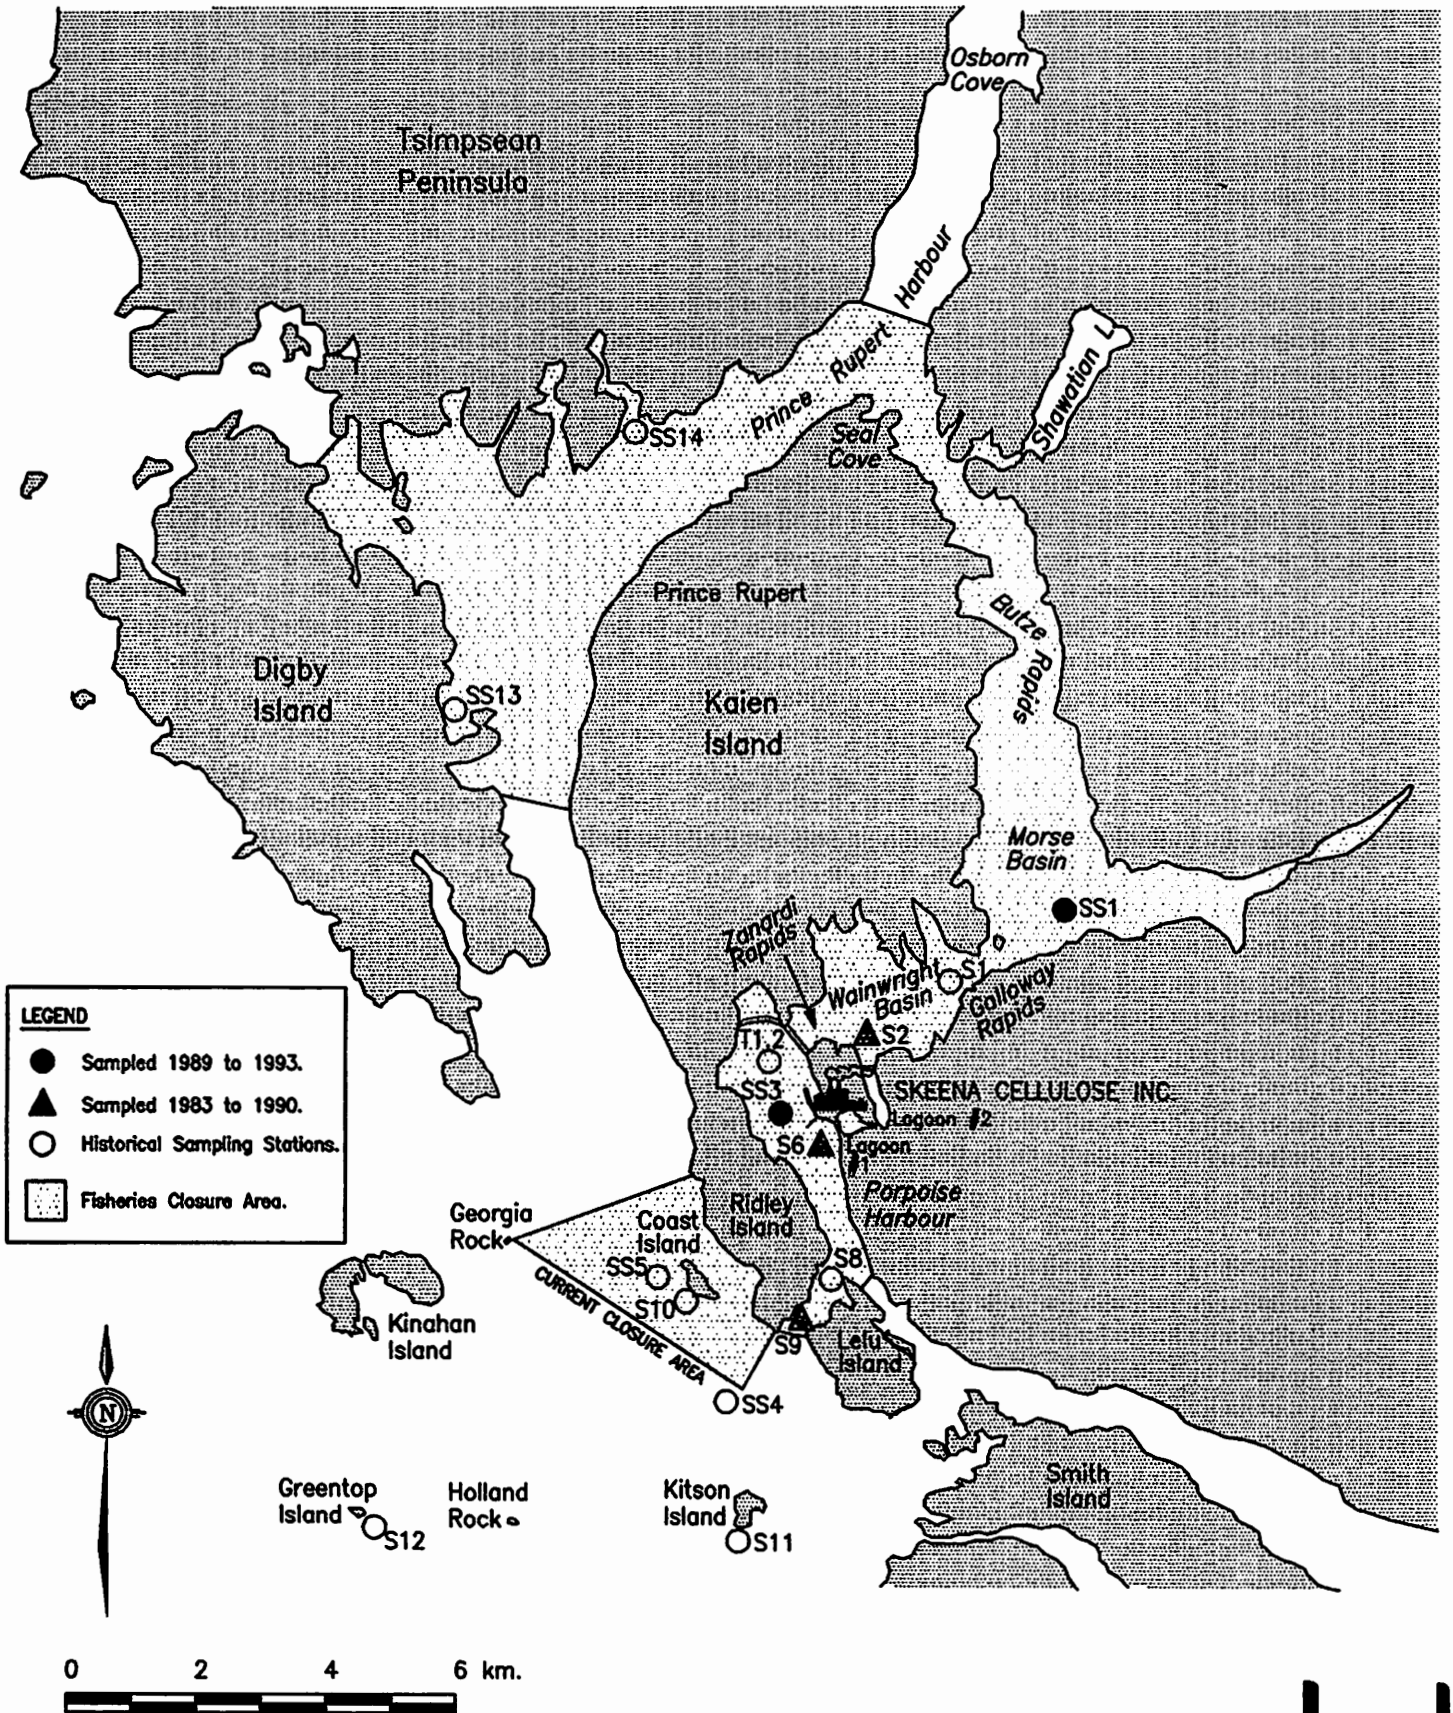 Osborn
Cove
Tsimpsean
Peninsula
Harbour
Prince Rupert
Shawatlan L
SS14
Seal
Cove
Prince Rupert
Butze Rapids
Digby
Island
SS13
Kaien
Island
Morse
Basin
SS1
Zanardi
Rapids
Wainwright
Basin
S1
Galloway
Rapids
S2
T1,2
SS3
SKEENA CELLULOSE INC.
Lagoon #2
S6
Lagoon
#1
Porpoise
Harbour
Ridley
Island
Georgia
Rock
Coast
Island
SS5
S10
S8
CURRENT CLOSURE AREA
S9
Lelu
Island
SS4
Kinahan
Island
LEGEND
Sampled 1989 to 1993.
Sampled 1983 to 1990.
Historical Sampling Stations.
Fisheries Closure Area.
N
Greentop
Island
S12
Holland
Rock
Kitson
Island
S11
Smith
Island
0 2 4 6 km.